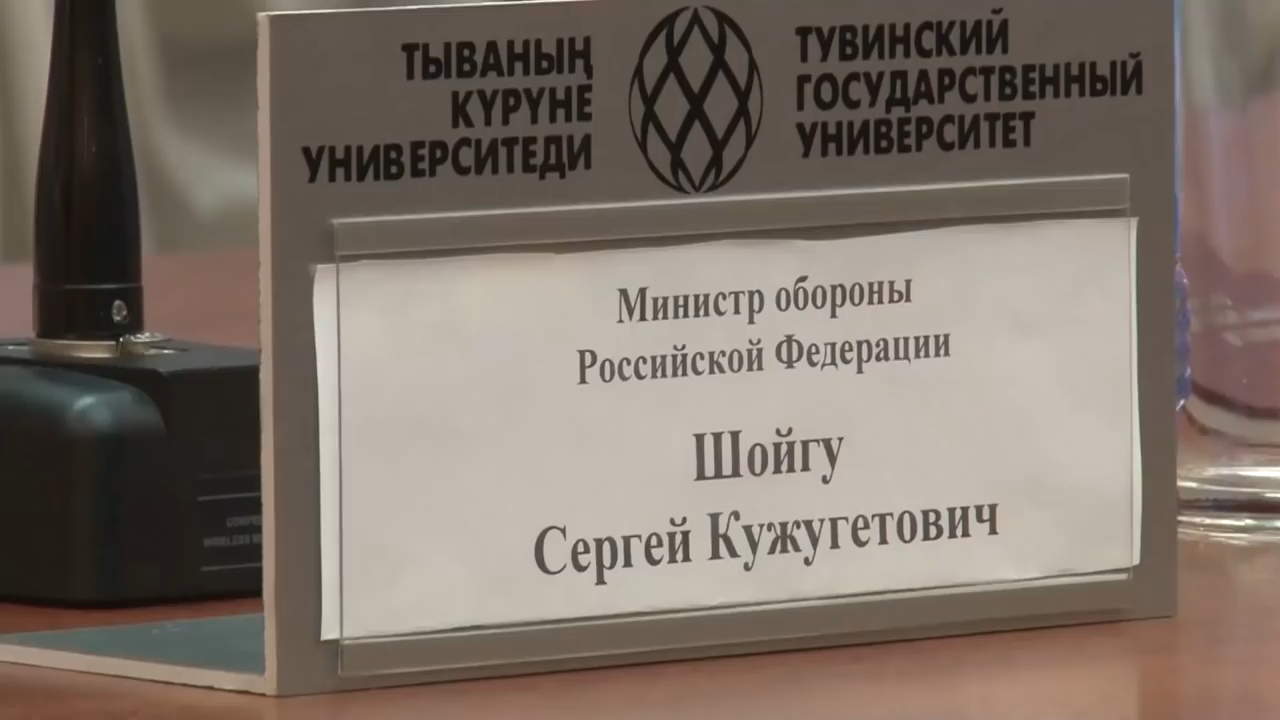 ТЫВАНЫҢ
КҮРҮНЕ
УНИВЕРСИТЕДИ
ТУВИНСКИЙ
ГОСУДАРСТВЕННЫЙ
УНИВЕРСИТЕТ
Министр обороны
Российской Федерации
Шойгу
Сергей Кужугетович